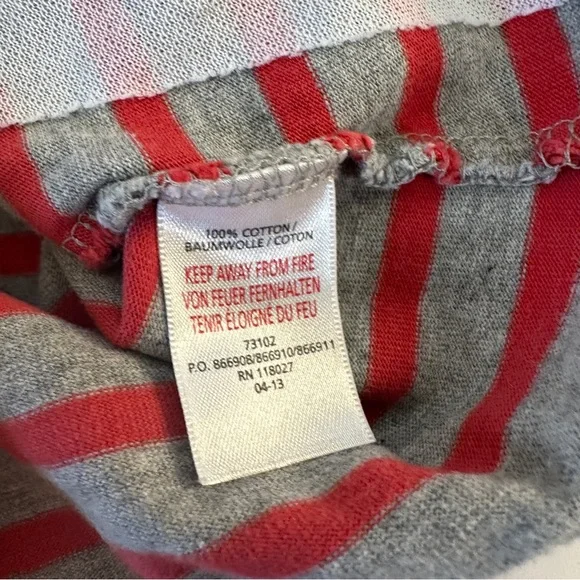 100% COTTON /
BAUMWOLLE / COTON
KEEP AWAY FROM FIRE
VON FEUER FERNHALTEN
TENIR ÉLOIGNÉ DU FEU
73102
P.O. 866908/866910/866911
RN 118027
04-13